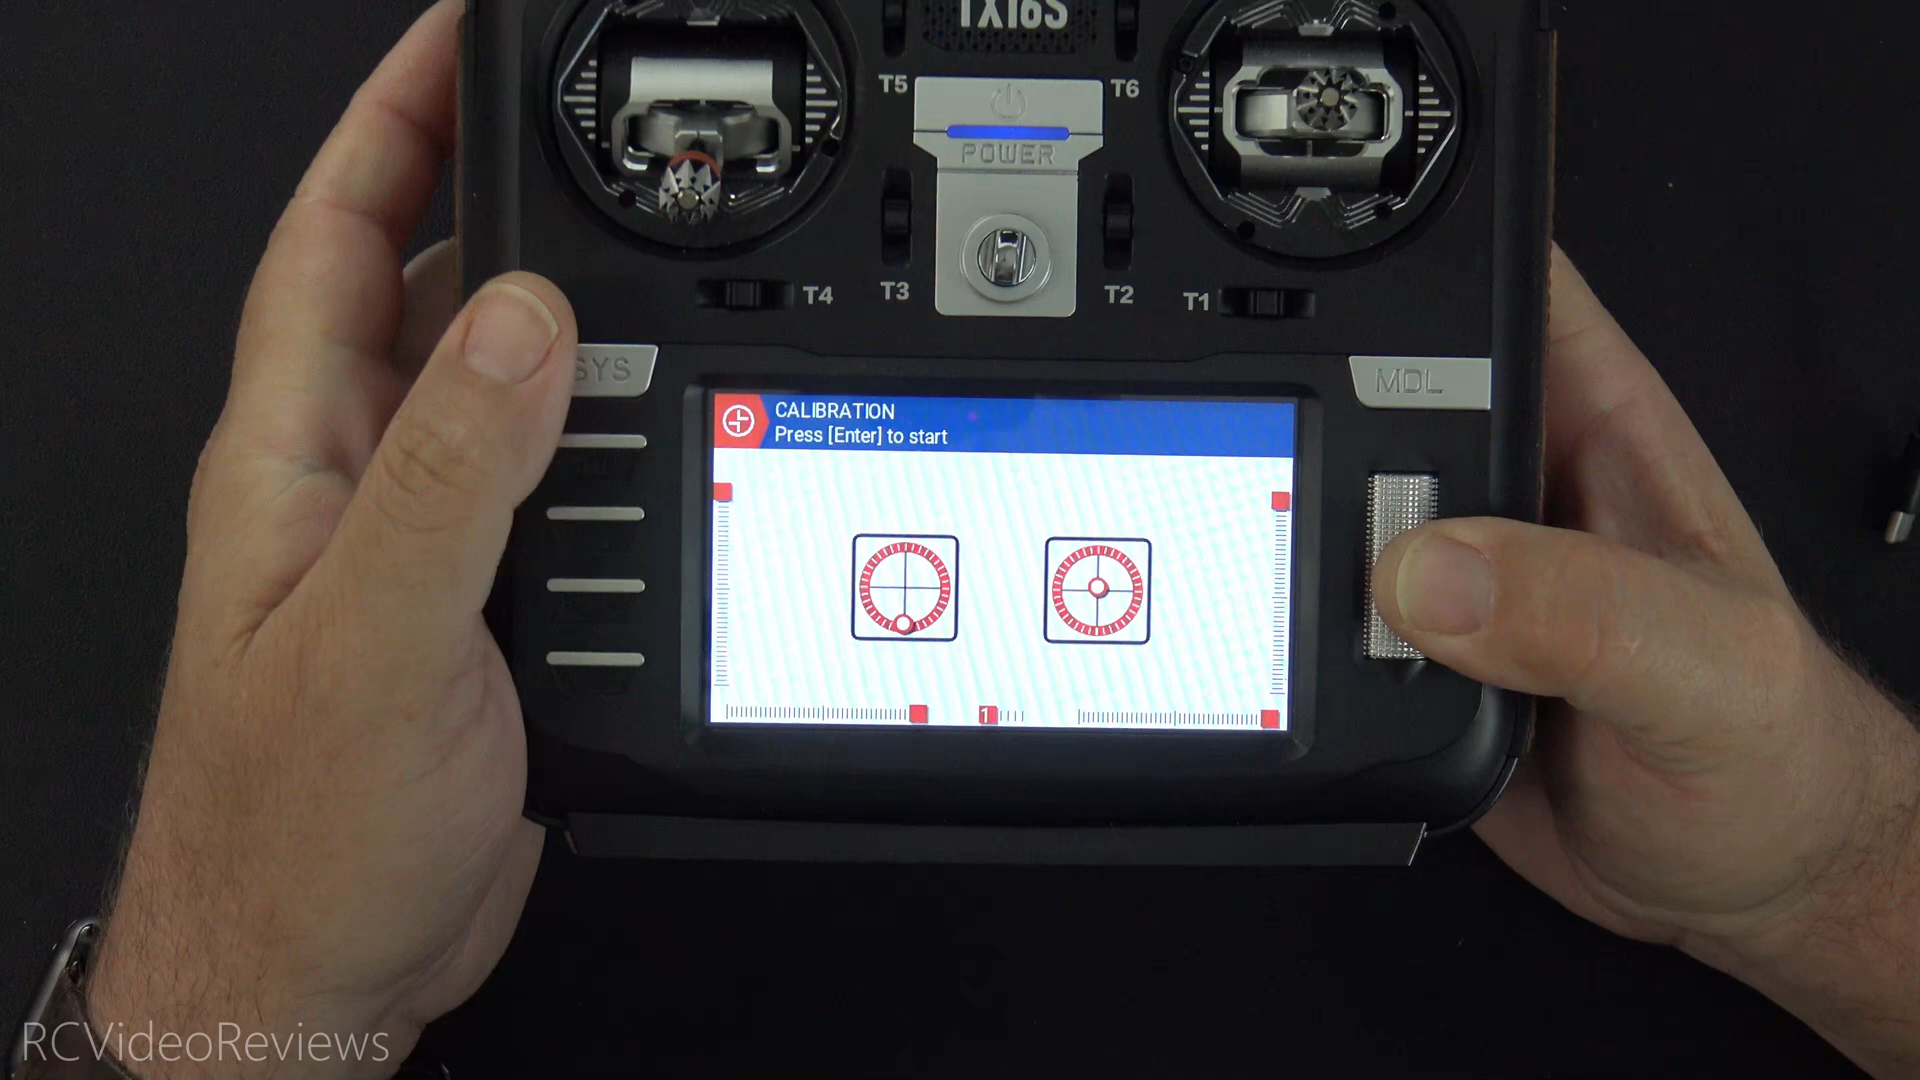 TX16S
T5
T6
POWER
T4
T3
T2
T1
SYS
MDL
CALIBRATION
Press [Enter] to start
1
RCVideoReviews